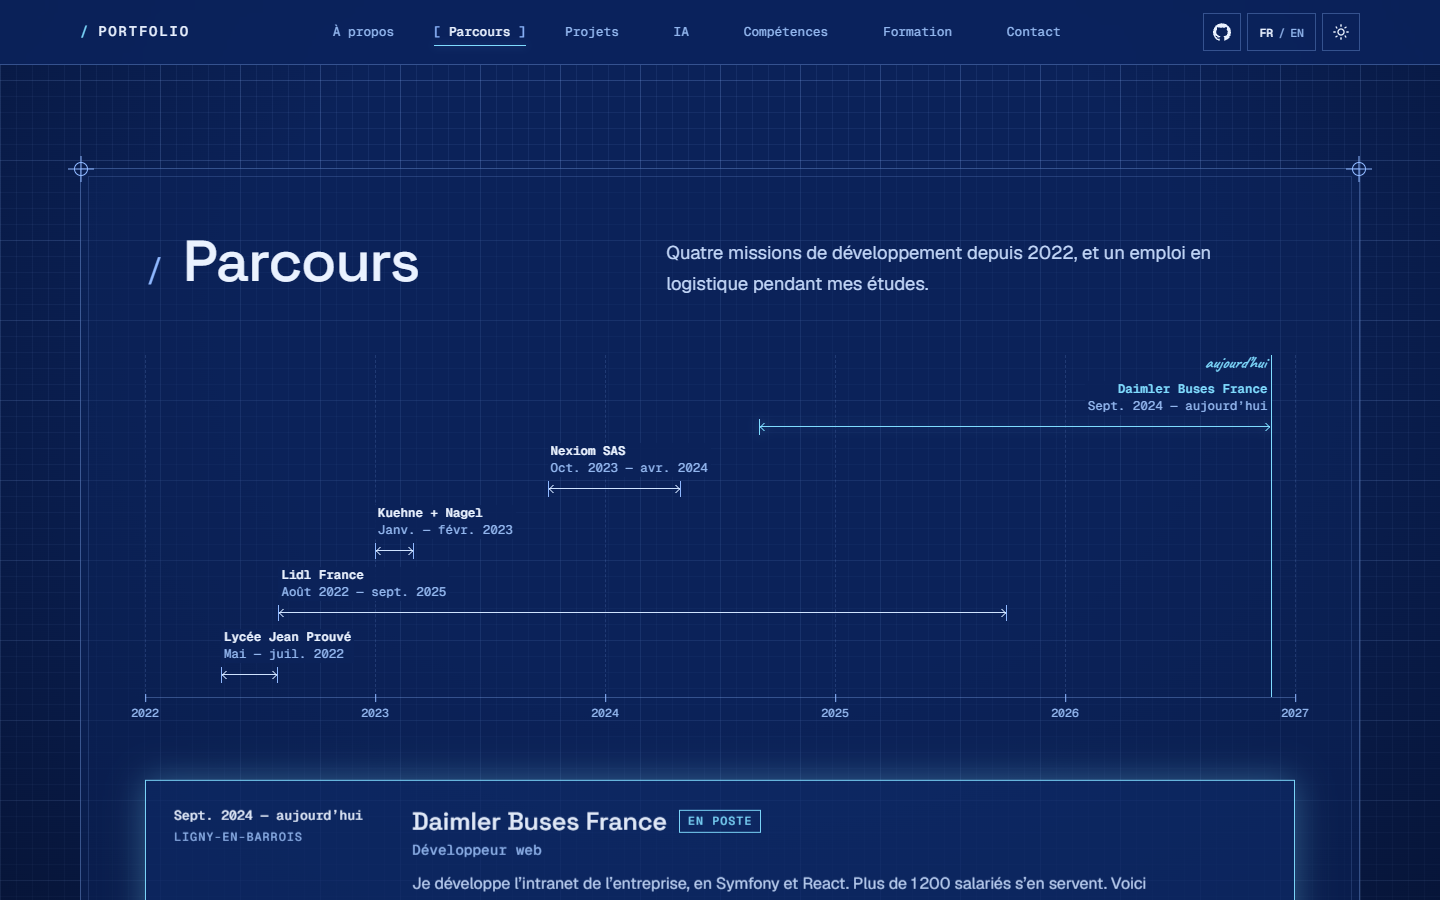 / PORTFOLIO
À propos
[ Parcours ]
Projets
IA
Compétences
Formation
Contact
FR / EN
/ Parcours
Quatre missions de développement depuis 2022, et un emploi en
logistique pendant mes études.
aujourd'hui
Daimler Buses France
Sept. 2024 — aujourd'hui
Nexiom SAS
Oct. 2023 — avr. 2024
Kuehne + Nagel
Janv. — févr. 2023
Lidl France
Août 2022 — sept. 2025
Lycée Jean Prouvé
Mai — juil. 2022
2022
2023
2024
2025
2026
2027
Sept. 2024 — aujourd'hui
LIGNY-EN-BARROIS
Daimler Buses France
EN POSTE
Développeur web
Je développe l'intranet de l'entreprise, en Symfony et React. Plus de 1 200 salariés s'en servent. Voici